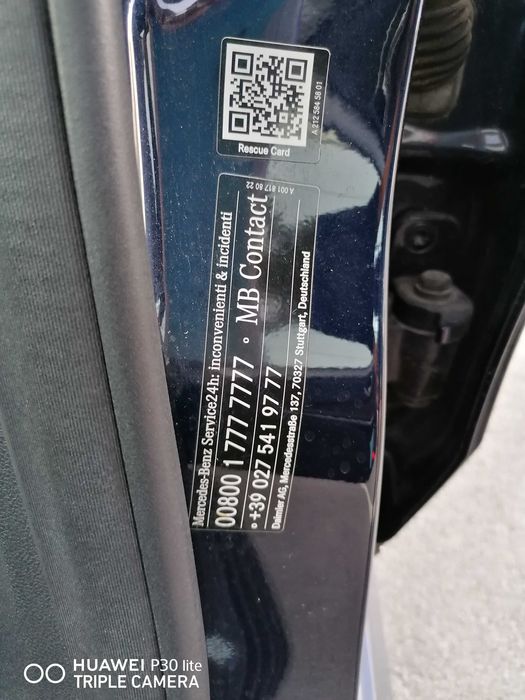 Rescue Card
A 212 584 58 01
A 001 817 80 22
Mercedes-Benz Service24h: inconvenienti & incidenti
00800 1 777 7777 ◦ MB Contact
◦ +39 027 541 97 77
Daimler AG, Mercedesstraße 137, 70327 Stuttgart, Deutschland
HUAWEI P30 lite
TRIPLE CAMERA